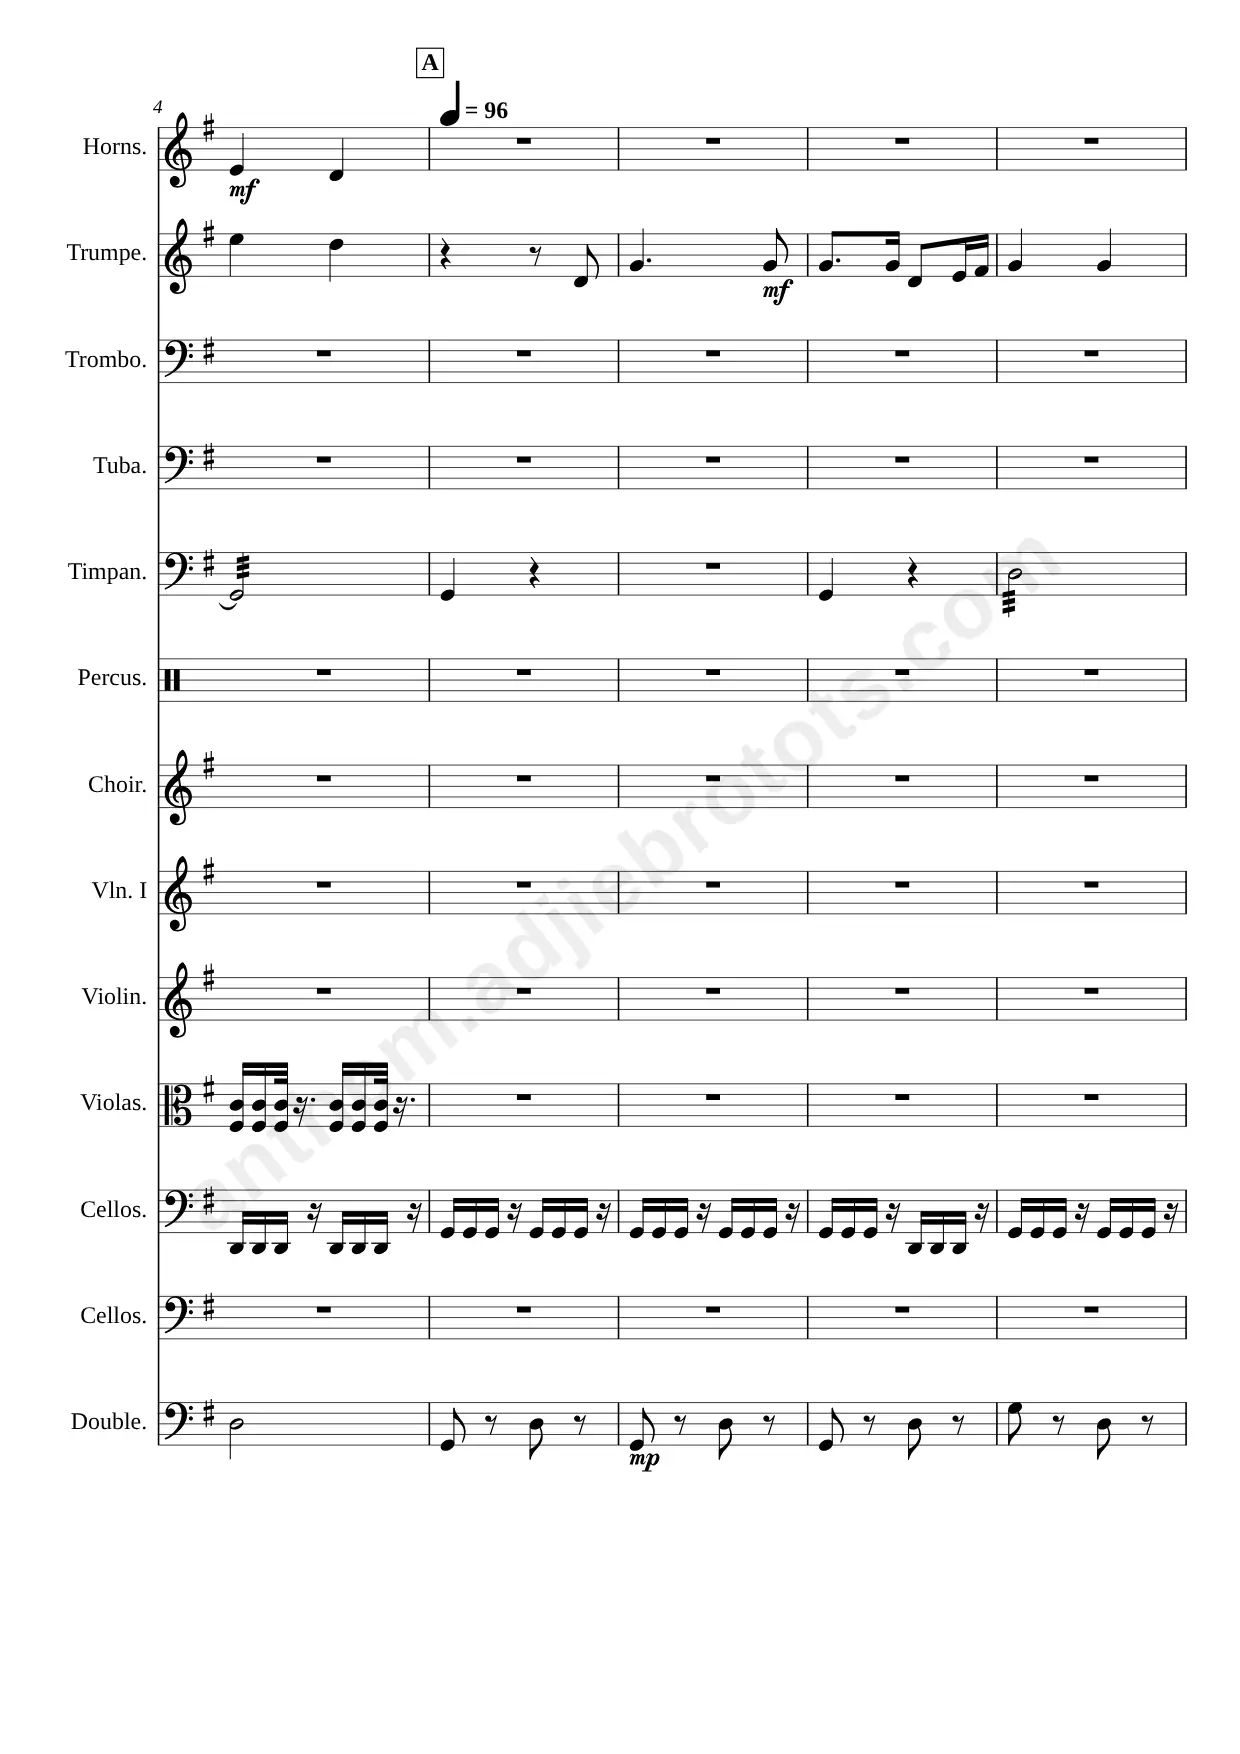 A
4
= 96
Horns.
mf
Trumpe.
mf
Trombo.
Tuba.
Timpan.
Percus.
Choir.
Vln. I
Violin.
Violas.
Cellos.
Cellos.
Double.
mp
antnem.adjiebrotots.com